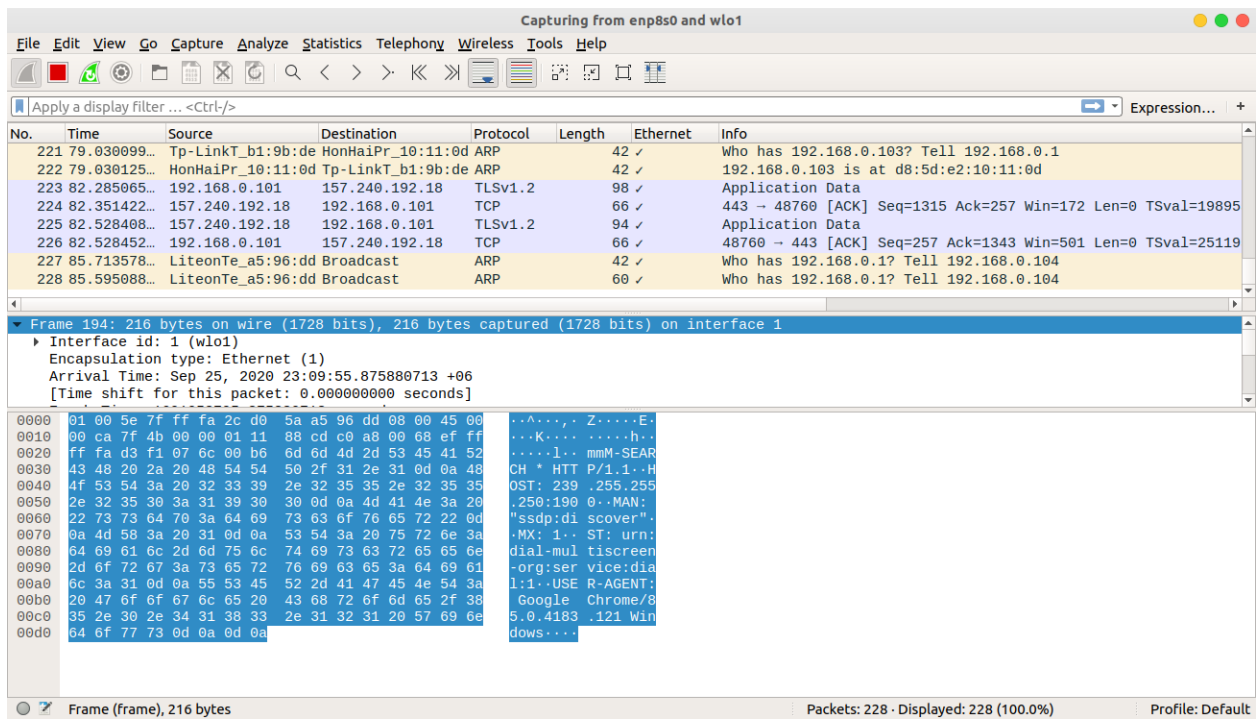 Capturing from enp8s0 and wlo1
File Edit View Go Capture Analyze Statistics Telephony Wireless Tools Help
Apply a display filter … <Ctrl-/> Expression… +
No. Time Source Destination Protocol Length Ethernet Info
221 79.030099… Tp-LinkT_b1:9b:de HonHaiPr_10:11:0d ARP 42 ✓ Who has 192.168.0.103? Tell 192.168.0.1
222 79.030125… HonHaiPr_10:11:0d Tp-LinkT_b1:9b:de ARP 42 ✓ 192.168.0.103 is at d8:5d:e2:10:11:0d
223 82.285065… 192.168.0.101 157.240.192.18 TLSv1.2 98 ✓ Application Data
224 82.351422… 157.240.192.18 192.168.0.101 TCP 66 ✓ 443 → 48760 [ACK] Seq=1315 Ack=257 Win=172 Len=0 TSval=19895
225 82.528408… 157.240.192.18 192.168.0.101 TLSv1.2 94 ✓ Application Data
226 82.528452… 192.168.0.101 157.240.192.18 TCP 66 ✓ 48760 → 443 [ACK] Seq=257 Ack=1343 Win=501 Len=0 TSval=25119
227 85.713578… LiteonTe_a5:96:dd Broadcast ARP 42 ✓ Who has 192.168.0.1? Tell 192.168.0.104
228 85.595088… LiteonTe_a5:96:dd Broadcast ARP 60 ✓ Who has 192.168.0.1? Tell 192.168.0.104
Frame 194: 216 bytes on wire (1728 bits), 216 bytes captured (1728 bits) on interface 1
Interface id: 1 (wlo1)
Encapsulation type: Ethernet (1)
Arrival Time: Sep 25, 2020 23:09:55.875880713 +06
[Time shift for this packet: 0.000000000 seconds]
0000 01 00 5e 7f ff fa 2c d0 5a a5 96 dd 08 00 45 00 ··^···,· Z·····E·
0010 00 ca 7f 4b 00 00 01 11 88 cd c0 a8 00 68 ef ff ···K···· ·····h··
0020 ff fa d3 f1 07 6c 00 b6 6d 6d 4d 2d 53 45 41 52 ·····l·· mmM-SEAR
0030 43 48 20 2a 20 48 54 54 50 2f 31 2e 31 0d 0a 48 CH * HTT P/1.1··H
0040 4f 53 54 3a 20 32 33 39 2e 32 35 35 2e 32 35 35 OST: 239 .255.255
0050 2e 32 35 30 3a 31 39 30 30 0d 0a 4d 41 4e 3a 20 .250:190 0··MAN:
0060 22 73 73 64 70 3a 64 69 73 63 6f 76 65 72 22 0d "ssdp:di scover"·
0070 0a 4d 58 3a 20 31 0d 0a 53 54 3a 20 75 72 6e 3a ·MX: 1·· ST: urn:
0080 64 69 61 6c 2d 6d 75 6c 74 69 73 63 72 65 65 6e dial-mul tiscreen
0090 2d 6f 72 67 3a 73 65 72 76 69 63 65 3a 64 69 61 -org:ser vice:dia
00a0 6c 3a 31 0d 0a 55 53 45 52 2d 41 47 45 4e 54 3a l:1··USE R-AGENT:
00b0 20 47 6f 6f 67 6c 65 20 43 68 72 6f 6d 65 2f 38 Google Chrome/8
00c0 35 2e 30 2e 34 31 38 33 2e 31 32 31 20 57 69 6e 5.0.4183 .121 Win
00d0 64 6f 77 73 0d 0a 0d 0a dows····
Frame (frame), 216 bytes Packets: 228 · Displayed: 228 (100.0%) Profile: Default